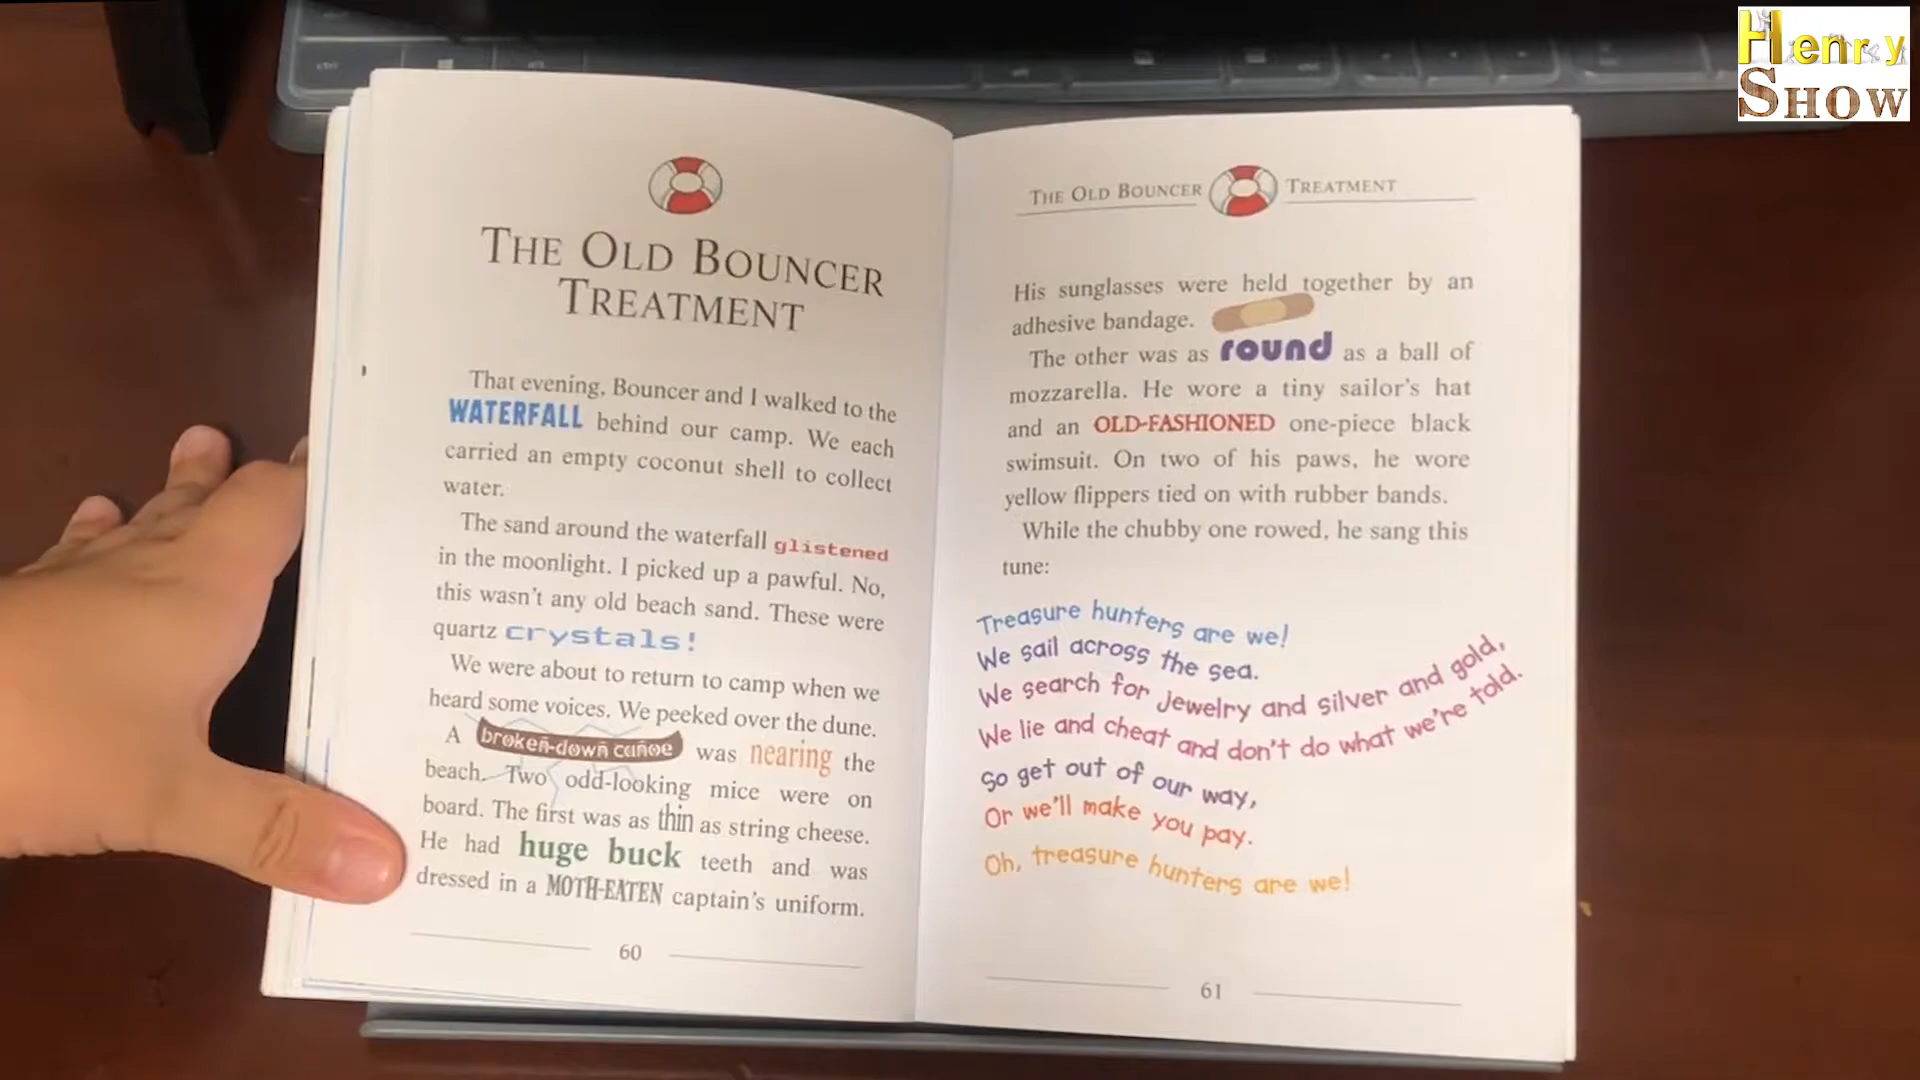 Henry
SHOW
ctrl
alt
THE OLD BOUNCER
TREATMENT
That evening, Bouncer and I walked to the
WATERFALL behind our camp. We each
carried an empty coconut shell to collect
water.
The sand around the waterfall glistened
in the moonlight. I picked up a pawful. No,
this wasn't any old beach sand. These were
quartz crystals!
We were about to return to camp when we
heard some voices. We peeked over the dune.
A broken-down canoe was nearing the
beach. Two odd-looking mice were on
board. The first was as thin as string cheese.
He had huge buck teeth and was
dressed in a MOTH-EATEN captain's uniform.
60
THE OLD BOUNCER TREATMENT
His sunglasses were held together by an
adhesive bandage.
The other was as round as a ball of
mozzarella. He wore a tiny sailor's hat
and an OLD-FASHIONED one-piece black
swimsuit. On two of his paws, he wore
yellow flippers tied on with rubber bands.
While the chubby one rowed, he sang this
tune:
Treasure hunters are we!
We sail across the sea.
We search for jewelry and silver and gold,
We lie and cheat and don't do what we're told.
So get out of our way,
Or we'll make you pay.
Oh, treasure hunters are we!
61